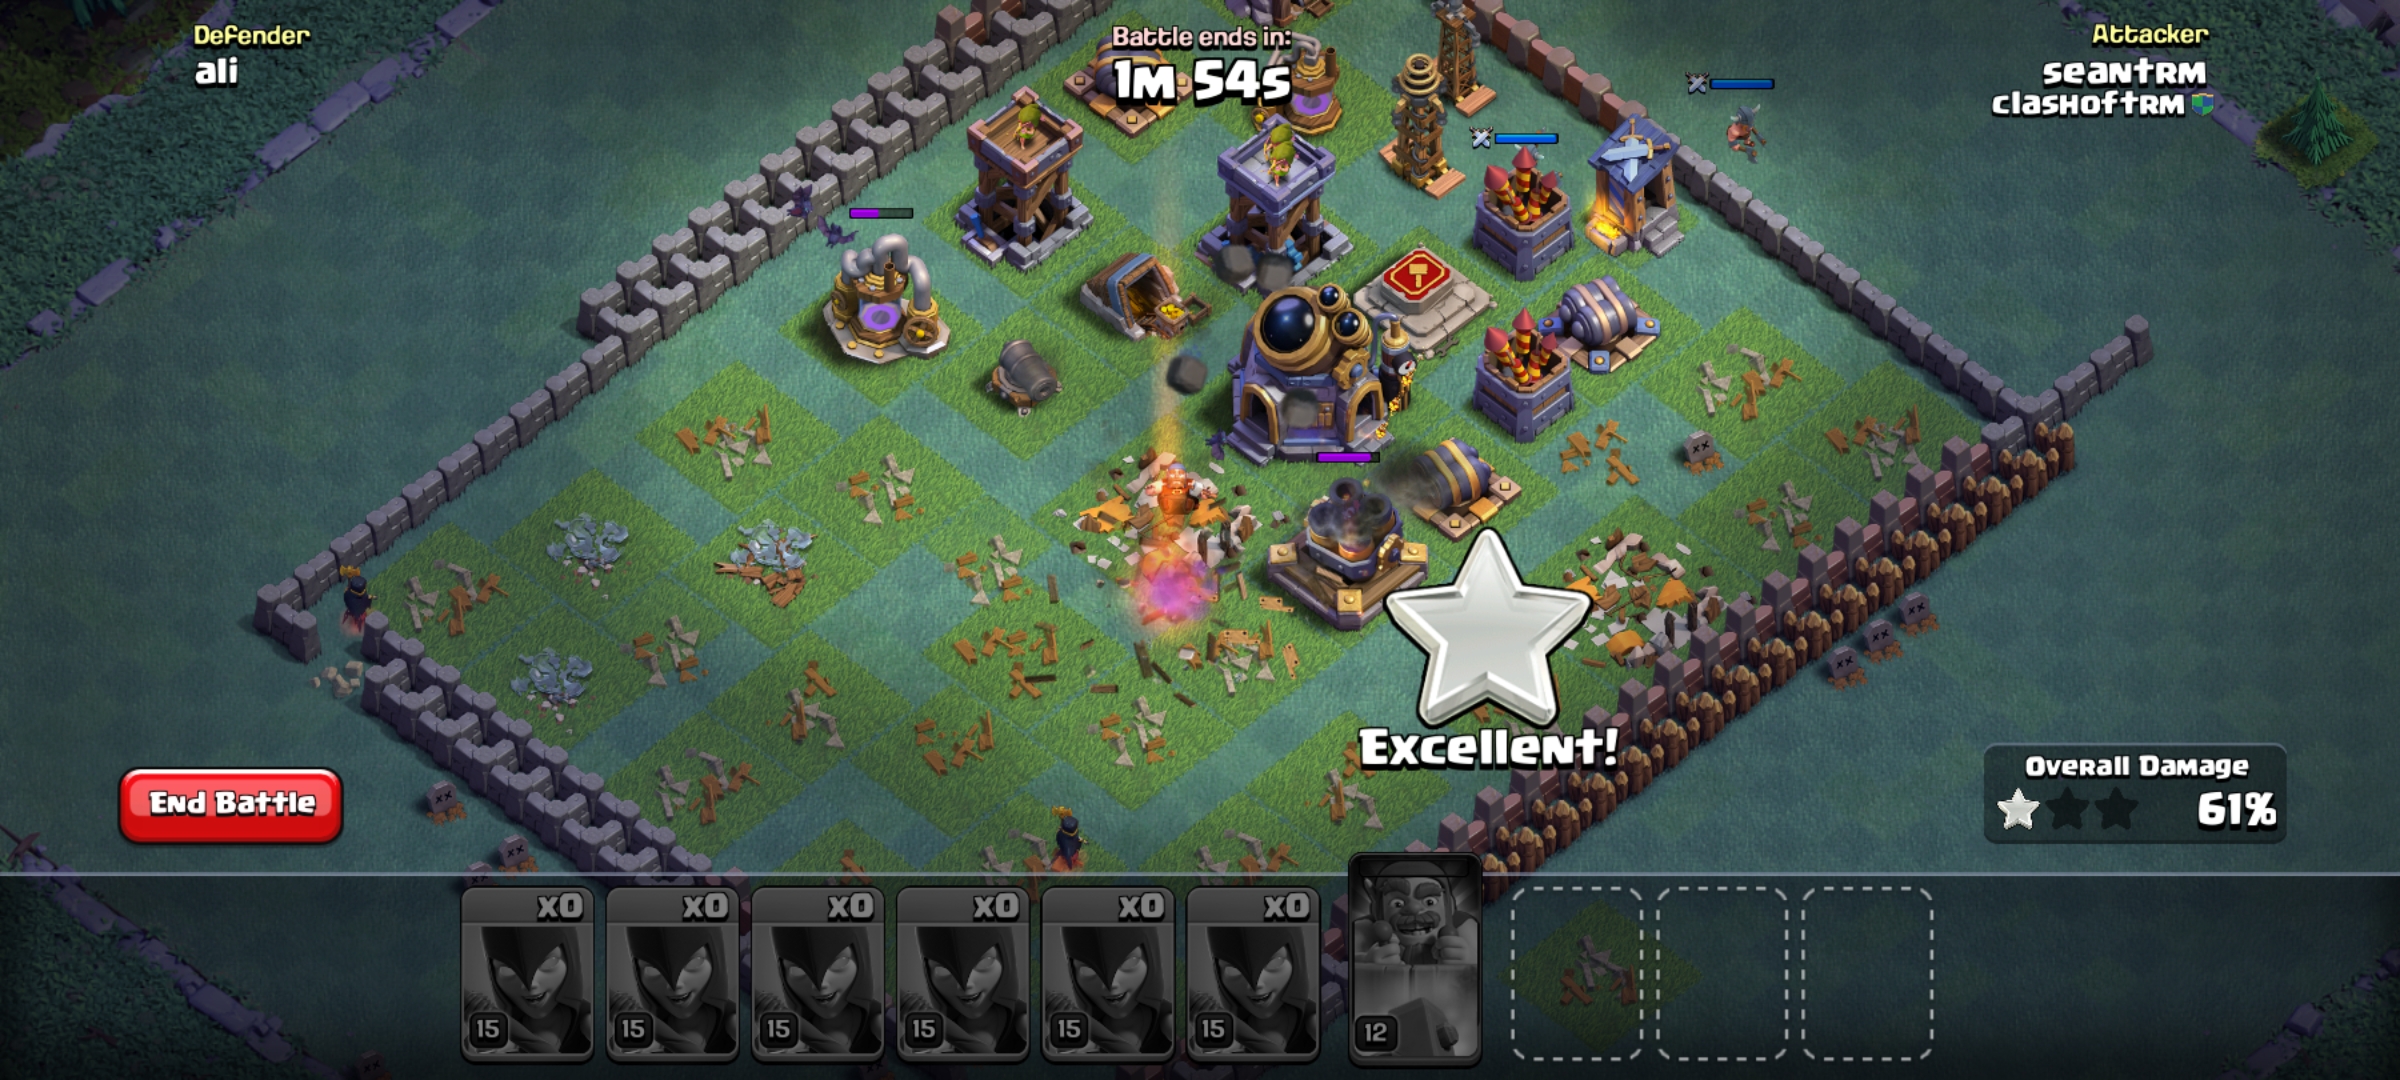 Defender
ali
Battle ends in:
1M 54s
Attacker
seantRM
clashoftRM
Excellent!
End Battle
Overall Damage
61%
x0
x0
x0
x0
x0
x0
15
15
15
15
15
15
12